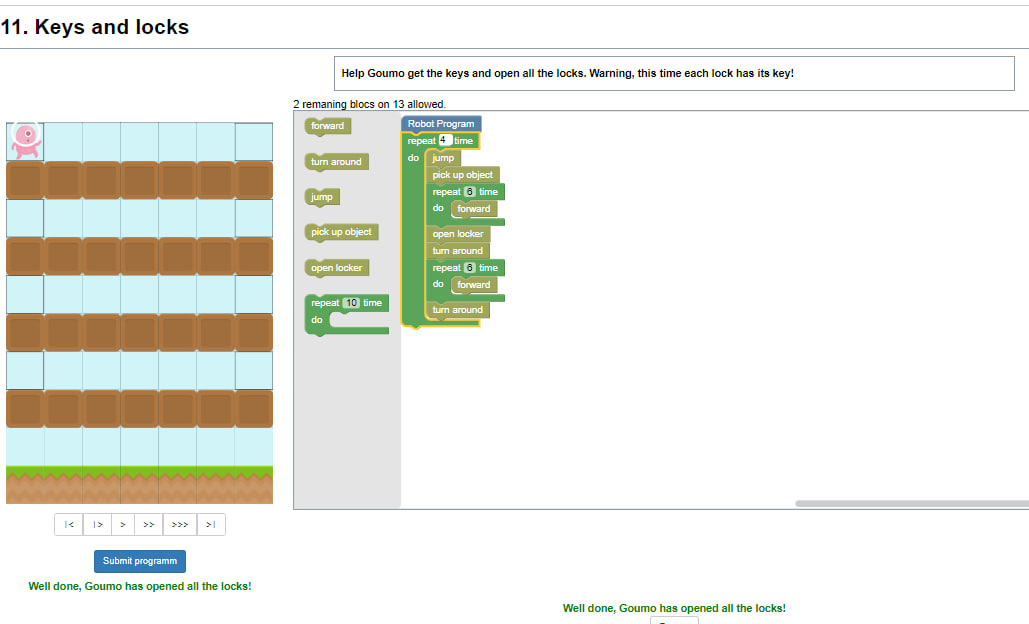 11. Keys and locks
Help Goumo get the keys and open all the locks. Warning, this time each lock has its key!
2 remaning blocs on 13 allowed.
forward
turn around
jump
pick up object
open locker
repeat 10 time
do
Robot Program
repeat 4 time
do
jump
pick up object
repeat 6 time
do forward
open locker
turn around
repeat 6 time
do forward
turn around
|< |> > >> >>> >|
Submit programm
Well done, Goumo has opened all the locks!
Well done, Goumo has opened all the locks!